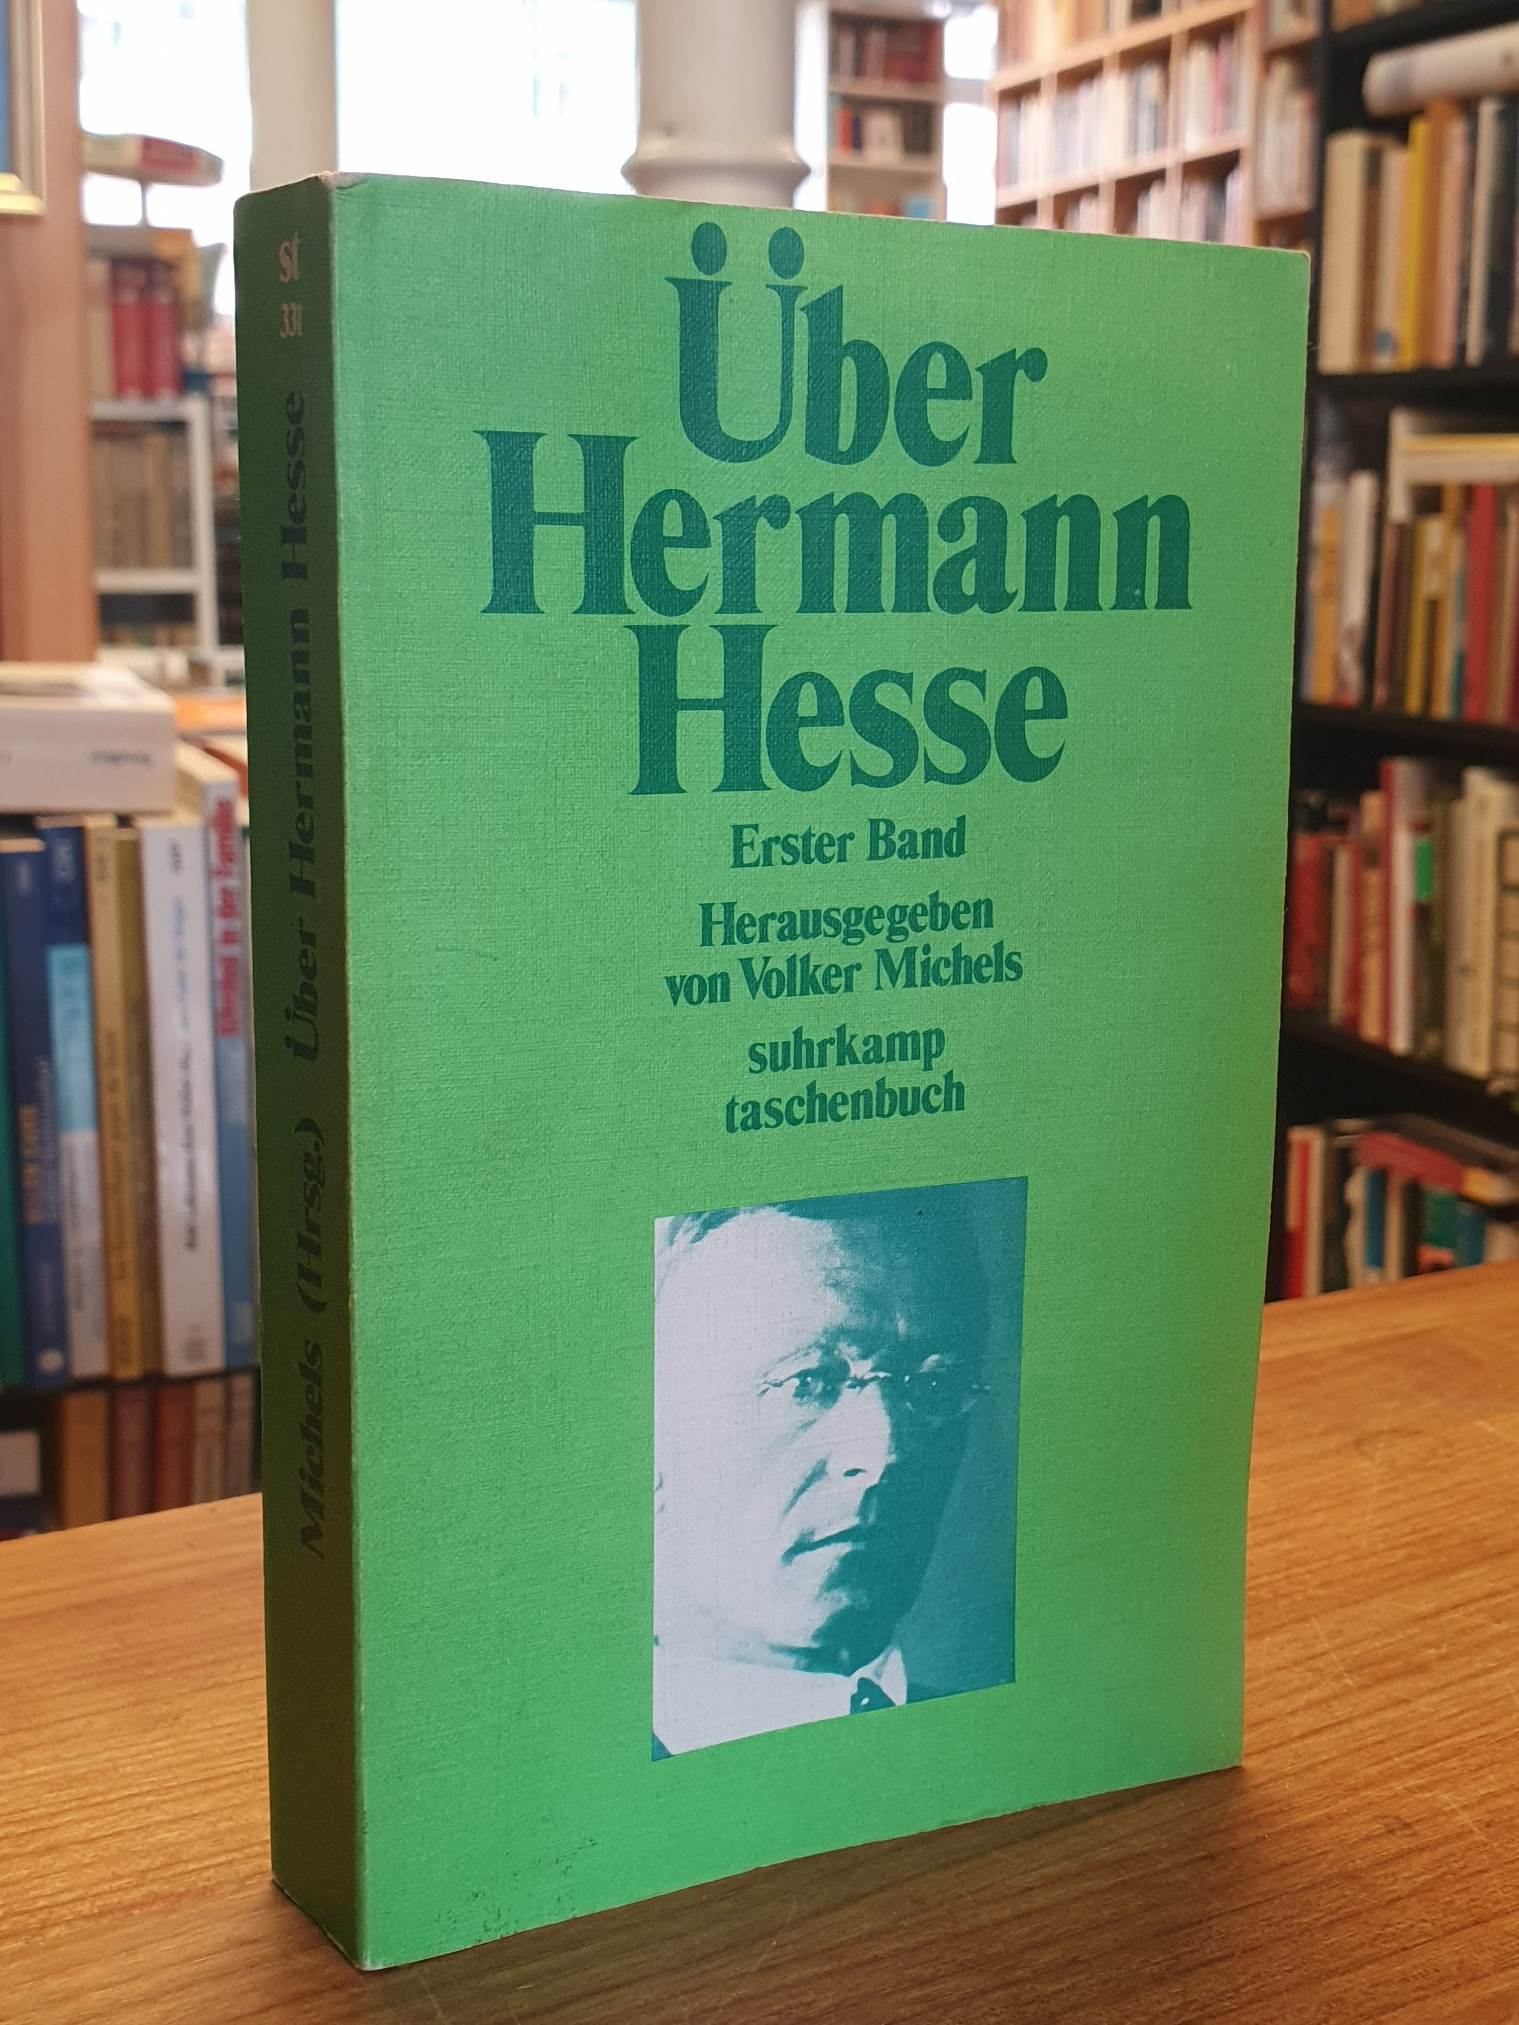 Über
Hermann
Hesse
Erster Band
Herausgegeben
von Volker Michels
suhrkamp
taschenbuch
st
331
Michels (Hrsg.) Über Hermann Hesse